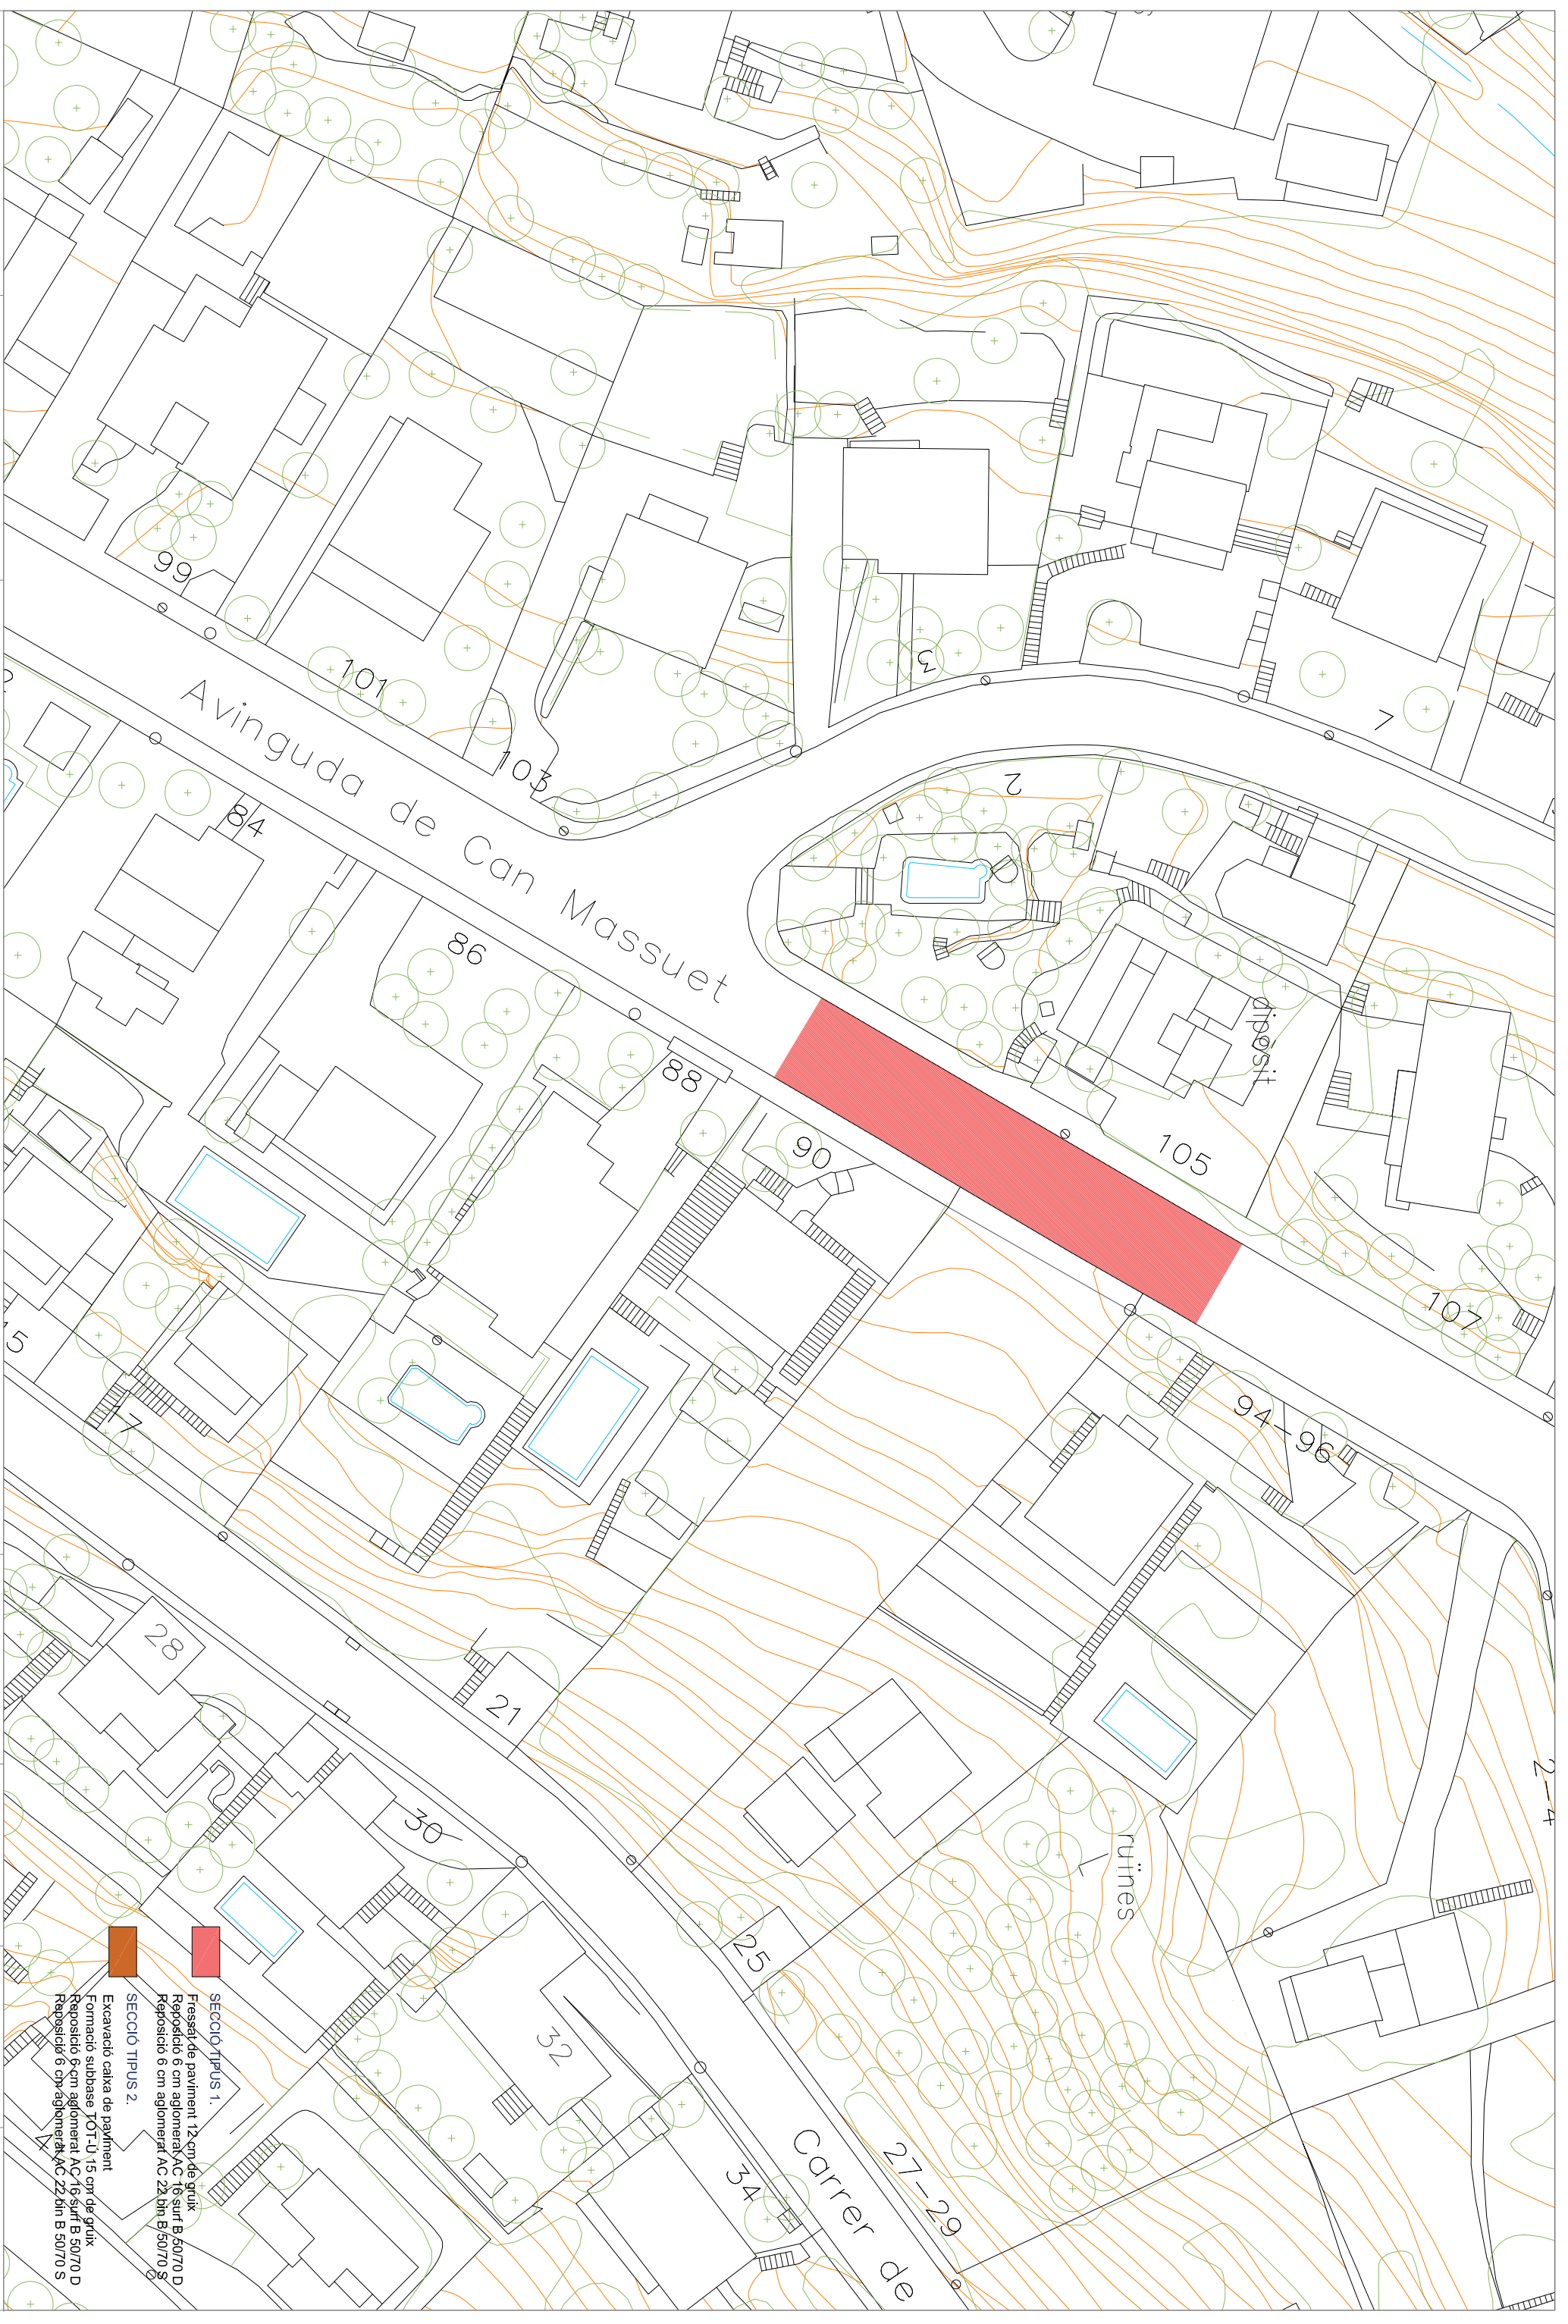 99
101
Avinguda de Can Massuet
103
84
86
88
90
3
7
2
D
D
dipòsit
105
107
94-96
15
17
28
21
30
32
34
25
27-29
ruïnes
2-4
Carrer de
SECCIÓ TIPUS 1.
Fressat de paviment 12 cm de gruix
Reposició 6 cm aglomerat AC 16 surf B 50/70 D
Reposició 6 cm aglomerat AC 22 bin B 50/70 S
SECCIÓ TIPUS 2.
Excavació caixa de paviment
Formació subbase TOT-U 15 cm de gruix
Reposició 6 cm aglomerat AC 16 surf B 50/70 D
Reposició 6 cm aglomerat AC 22 bin B 50/70 S